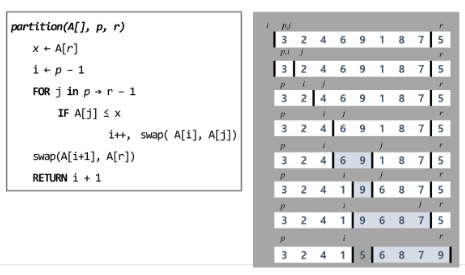 partition(A[], p, r)
x ← A[r]
i ← p – 1
FOR j in p → r – 1
IF A[j] ≤ x
i++, swap( A[i], A[j])
swap(A[i+1], A[r])
RETURN i + 1
i p,j r
3 2 4 6 9 1 8 7 5
p,i j r
3 2 4 6 9 1 8 7 5
p i j r
3 2 4 6 9 1 8 7 5
p i j r
3 2 4 6 9 1 8 7 5
p i j r
3 2 4 6 9 1 8 7 5
p i j r
3 2 4 1 9 6 8 7 5
p i j r
3 2 4 1 9 6 8 7 5
p i r
3 2 4 1 5 6 8 7 9